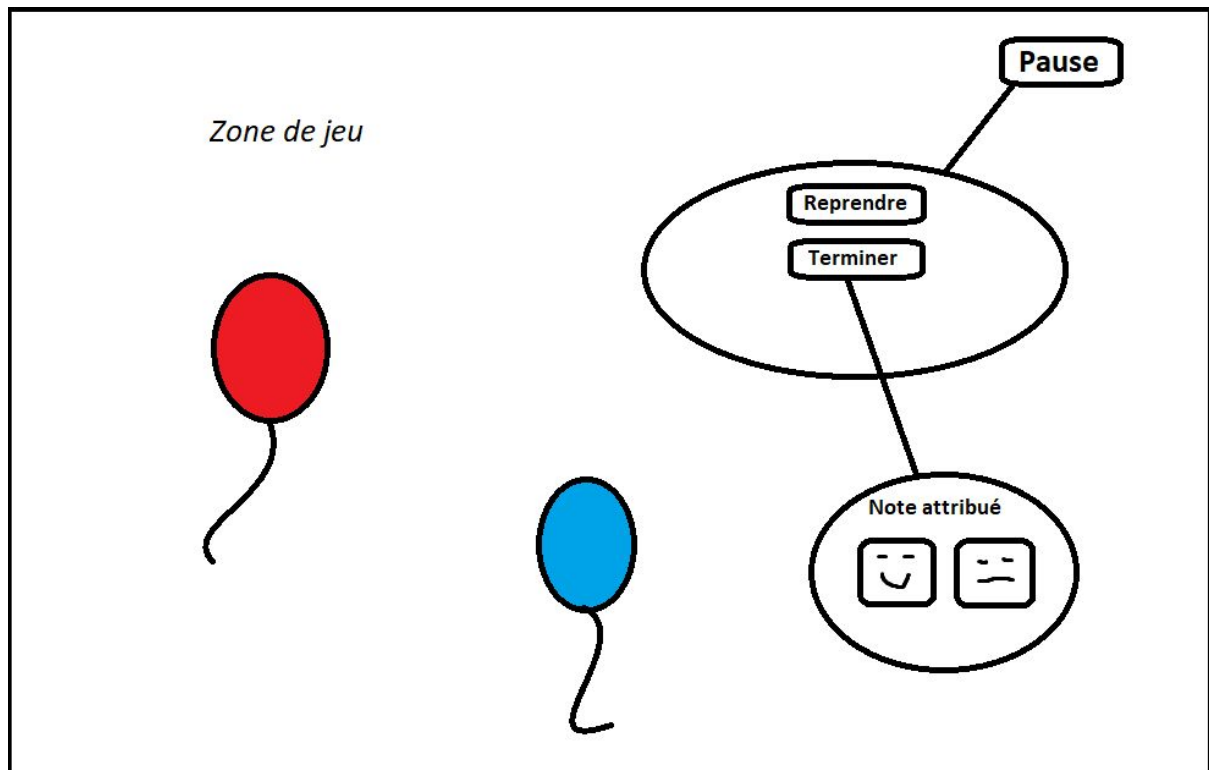 Pause
Zone de jeu
Reprendre
Terminer
Note attribué